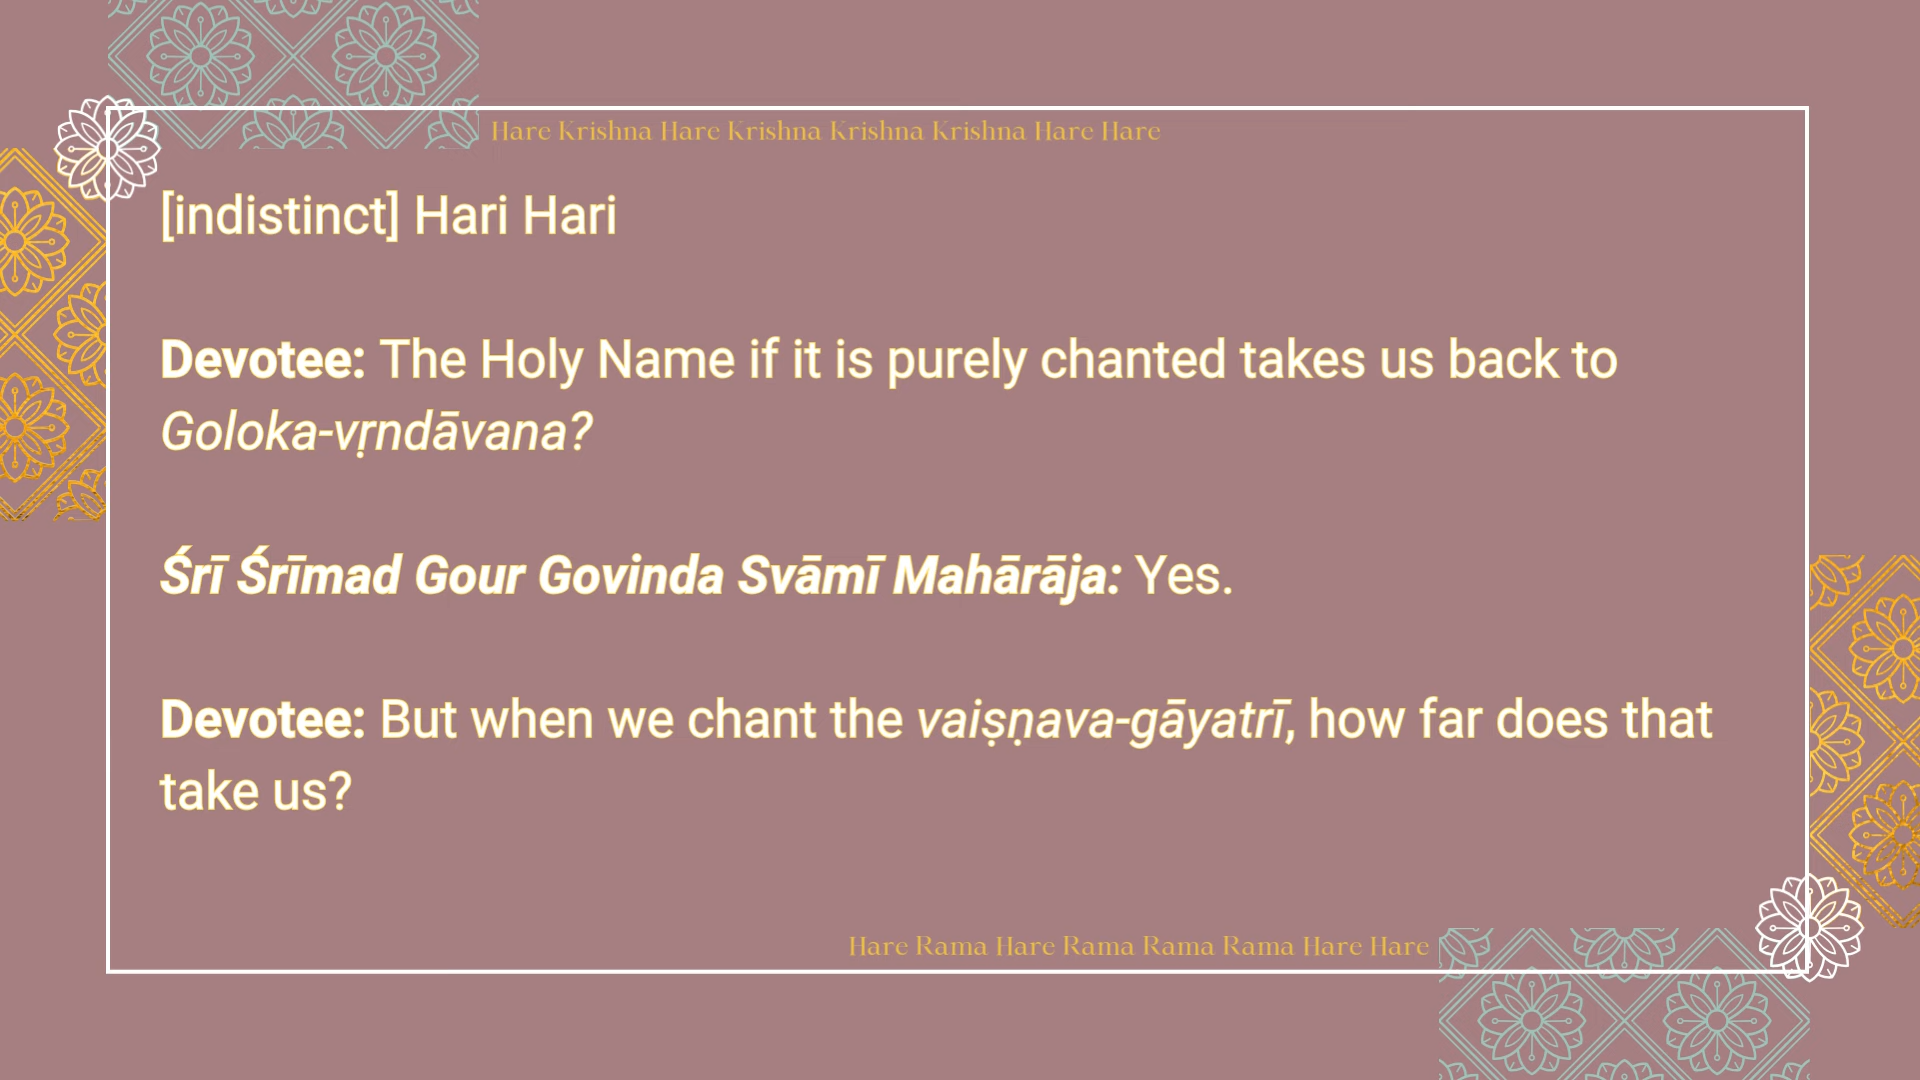 Hare Krishna Hare Krishna Krishna Krishna Hare Hare
[indistinct] Hari Hari
Devotee: The Holy Name if it is purely chanted takes us back to
Goloka-vṛndāvana?
Śrī Śrīmad Gour Govinda Svāmī Mahārāja: Yes.
Devotee: But when we chant the vaiṣṇava-gāyatrī, how far does that
take us?
Hare Rama Hare Rama Rama Rama Hare Hare